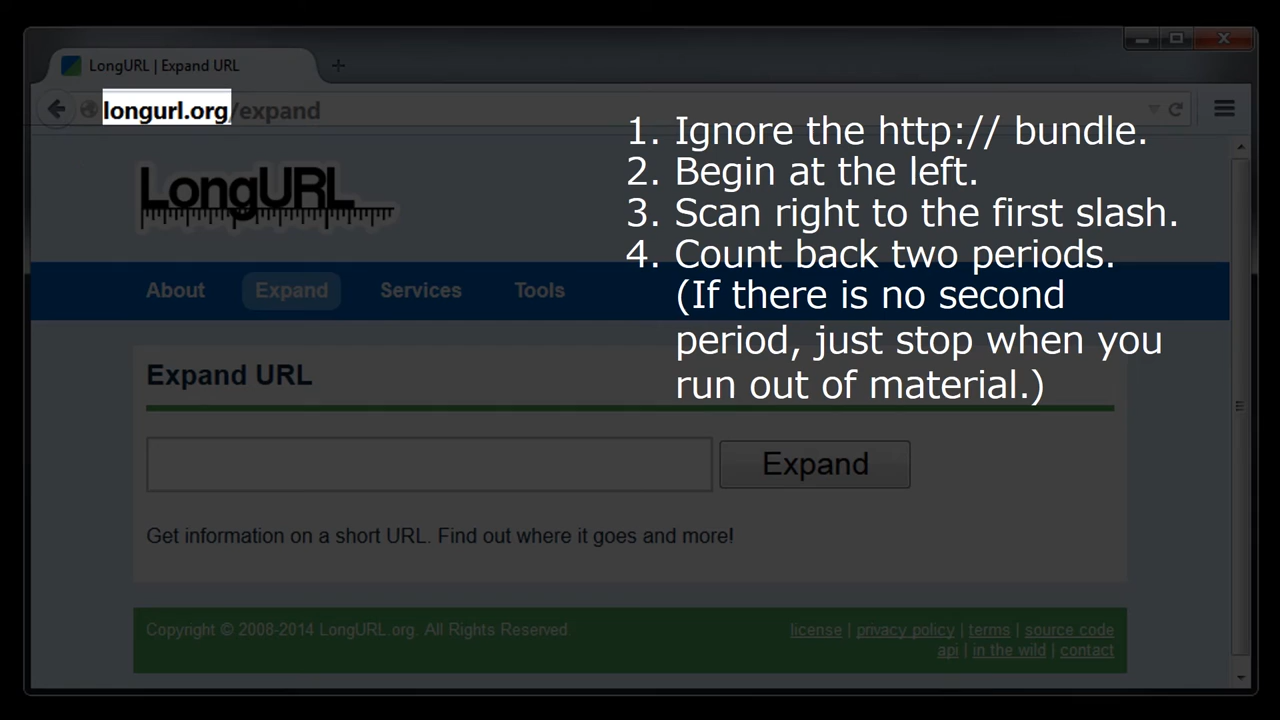 LongURL | Expand URL
longurl.org/expand
1. Ignore the http:// bundle.
2. Begin at the left.
3. Scan right to the first slash.
4. Count back two periods.
(If there is no second
period, just stop when you
run out of material.)
LongURL
About Expand Services Tools
Expand URL
Expand
Get information on a short URL. Find out where it goes and more!
Copyright © 2008-2014 LongURL.org. All Rights Reserved.
license | privacy policy | terms | source code
api | in the wild | contact